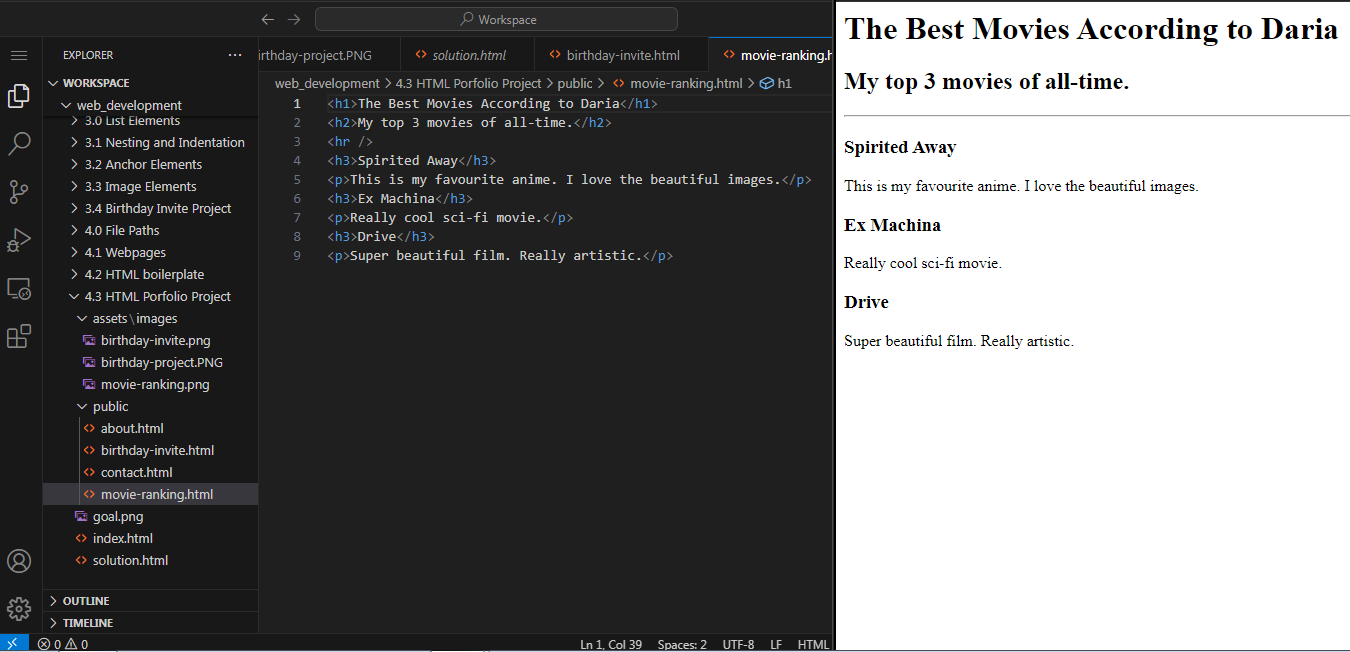 Workspace
EXPLORER
WORKSPACE
web_development
3.0 List Elements
3.1 Nesting and Indentation
3.2 Anchor Elements
3.3 Image Elements
3.4 Birthday Invite Project
4.0 File Paths
4.1 Webpages
4.2 HTML boilerplate
4.3 HTML Porfolio Project
assets\images
birthday-invite.png
birthday-project.PNG
movie-ranking.png
public
about.html
birthday-invite.html
contact.html
movie-ranking.html
goal.png
index.html
solution.html
OUTLINE
TIMELINE
irthday-project.PNG solution.html birthday-invite.html movie-ranking.h
web_development > 4.3 HTML Porfolio Project > public > movie-ranking.html > h1
1 <h1>The Best Movies According to Daria</h1>
2 <h2>My top 3 movies of all-time.</h2>
3 <hr />
4 <h3>Spirited Away</h3>
5 <p>This is my favourite anime. I love the beautiful images.</p>
6 <h3>Ex Machina</h3>
7 <p>Really cool sci-fi movie.</p>
8 <h3>Drive</h3>
9 <p>Super beautiful film. Really artistic.</p>
0 0 Ln 1, Col 39 Spaces: 2 UTF-8 LF HTML
The Best Movies According to Daria
My top 3 movies of all-time.
Spirited Away
This is my favourite anime. I love the beautiful images.
Ex Machina
Really cool sci-fi movie.
Drive
Super beautiful film. Really artistic.